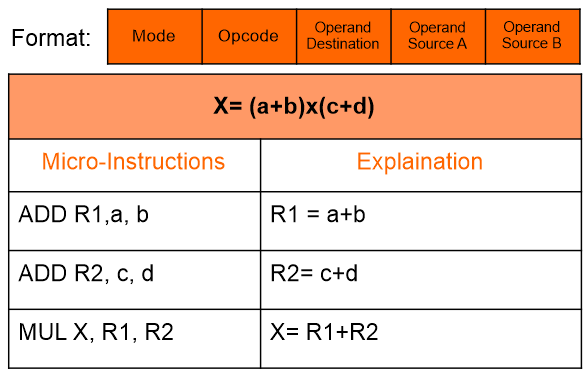 Format:
Mode
Opcode
Operand
Destination
Operand
Source A
Operand
Source B
X= (a+b)x(c+d)
Micro-Instructions
Explaination
ADD R1,a, b
R1 = a+b
ADD R2, c, d
R2= c+d
MUL X, R1, R2
X= R1+R2